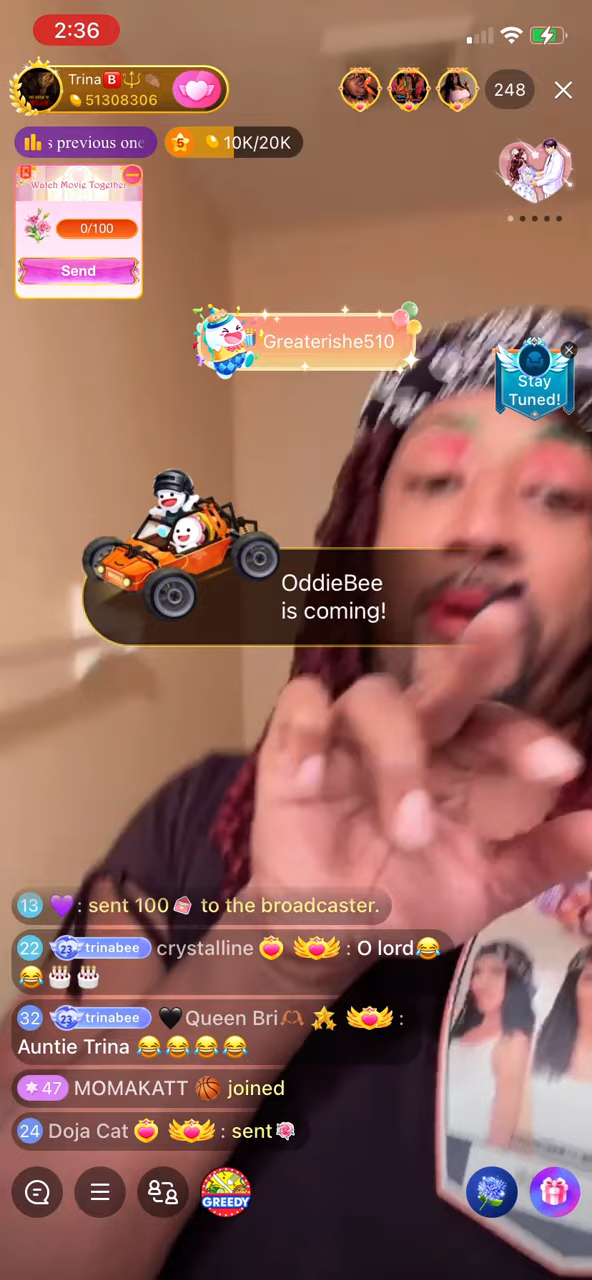 2:36
Trina B
51308306
248
s previous one
5 10K/20K
Watch Movie Together
0/100
Send
Greaterishe510
Stay
Tuned!
OddieBee
is coming!
13 💜: sent 100 to the broadcaster.
22 23 trinabee crystalline : O lord😂
😂🎂🎂
32 23 trinabee 🖤Queen Bri🫶🏾 :
Auntie Trina 😂😂😂😂
47 MOMAKATT 🏀 joined
24 Doja Cat : sent
GREEDY